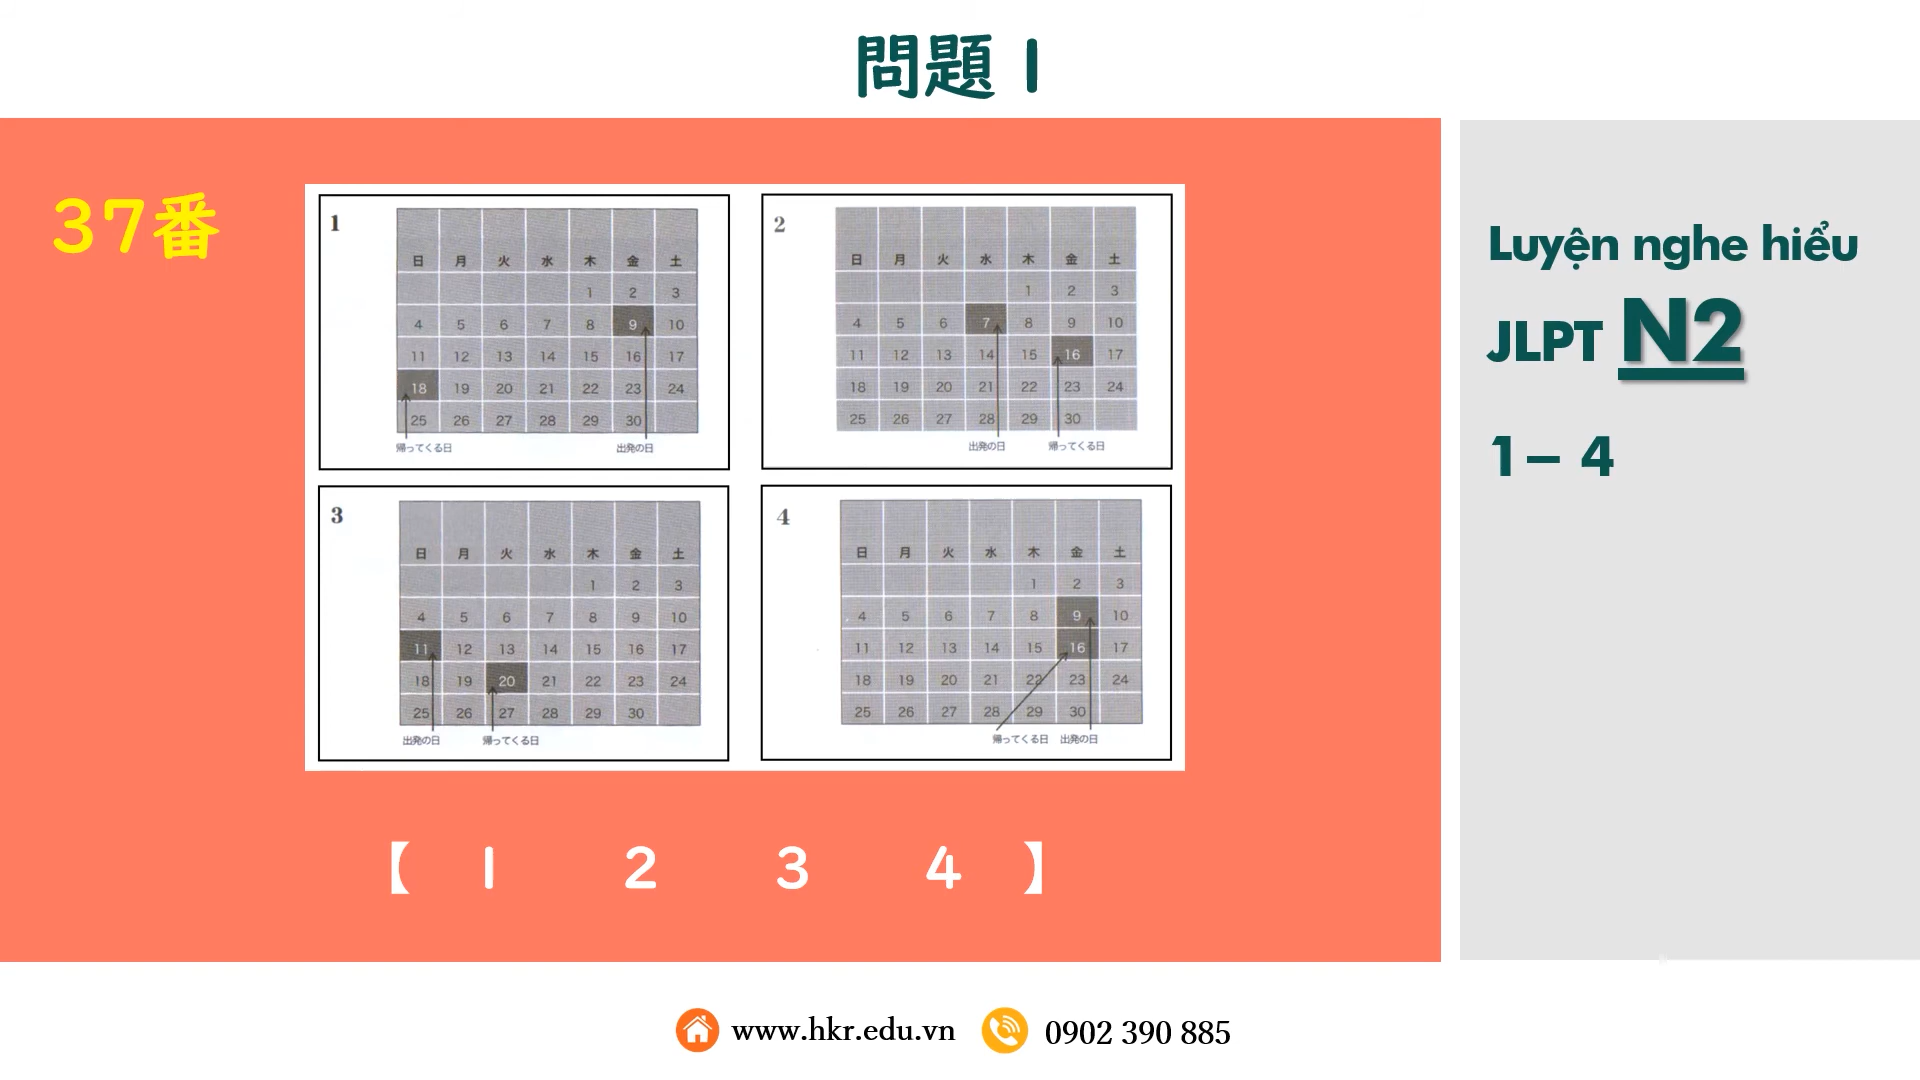 問題 1
37番
1
日 月 火 水 木 金 土
1 2 3
4 5 6 7 8 9 10
11 12 13 14 15 16 17
18 19 20 21 22 23 24
25 26 27 28 29 30
帰ってくる日 出発の日
2
日 月 火 水 木 金 土
1 2 3
4 5 6 7 8 9 10
11 12 13 14 15 16 17
18 19 20 21 22 23 24
25 26 27 28 29 30
出発の日 帰ってくる日
3
日 月 火 水 木 金 土
1 2 3
4 5 6 7 8 9 10
11 12 13 14 15 16 17
18 19 20 21 22 23 24
25 26 27 28 29 30
出発の日 帰ってくる日
4
日 月 火 水 木 金 土
1 2 3
4 5 6 7 8 9 10
11 12 13 14 15 16 17
18 19 20 21 22 23 24
25 26 27 28 29 30
帰ってくる日 出発の日
【 1 2 3 4 】
Luyện nghe hiểu
JLPT N2
1– 4
www.hkr.edu.vn 0902 390 885